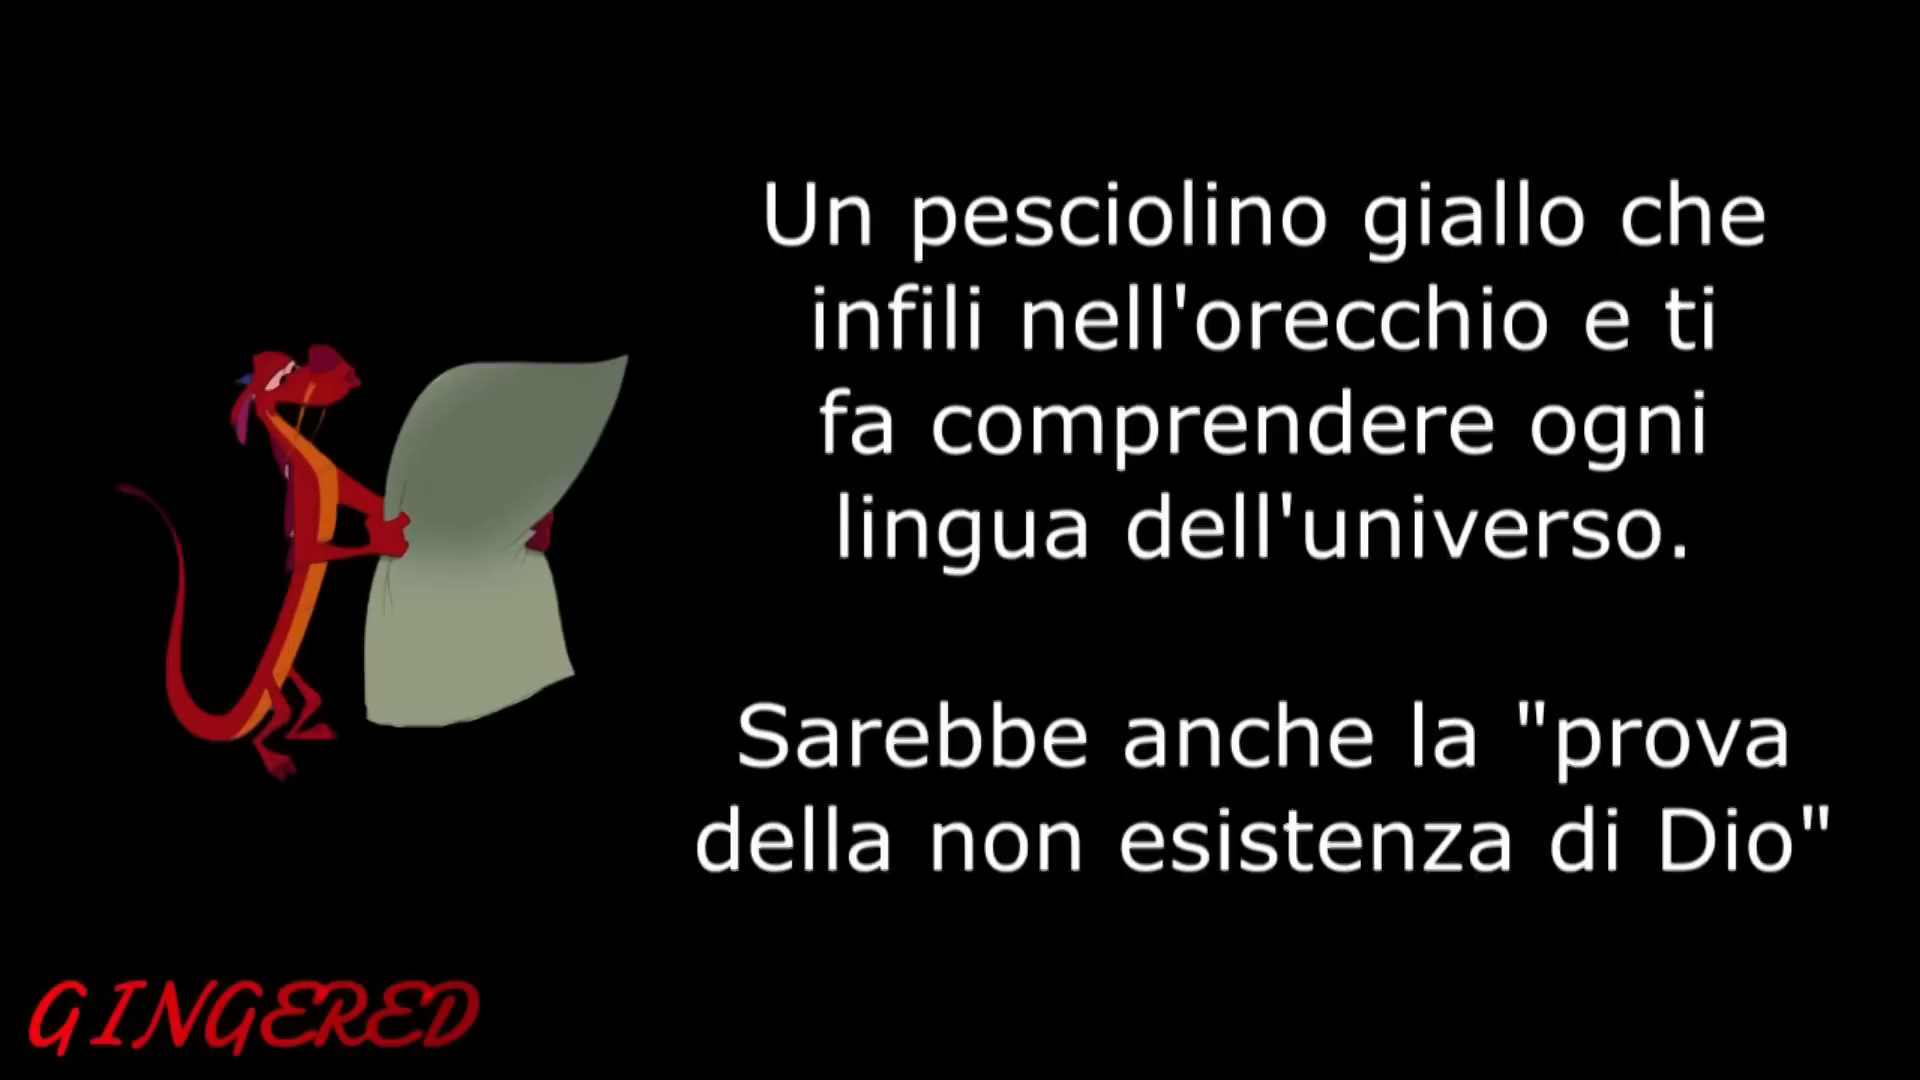 Un pesciolino giallo che
infili nell'orecchio e ti
fa comprendere ogni
lingua dell'universo.
Sarebbe anche la "prova
della non esistenza di Dio"
GINGERED